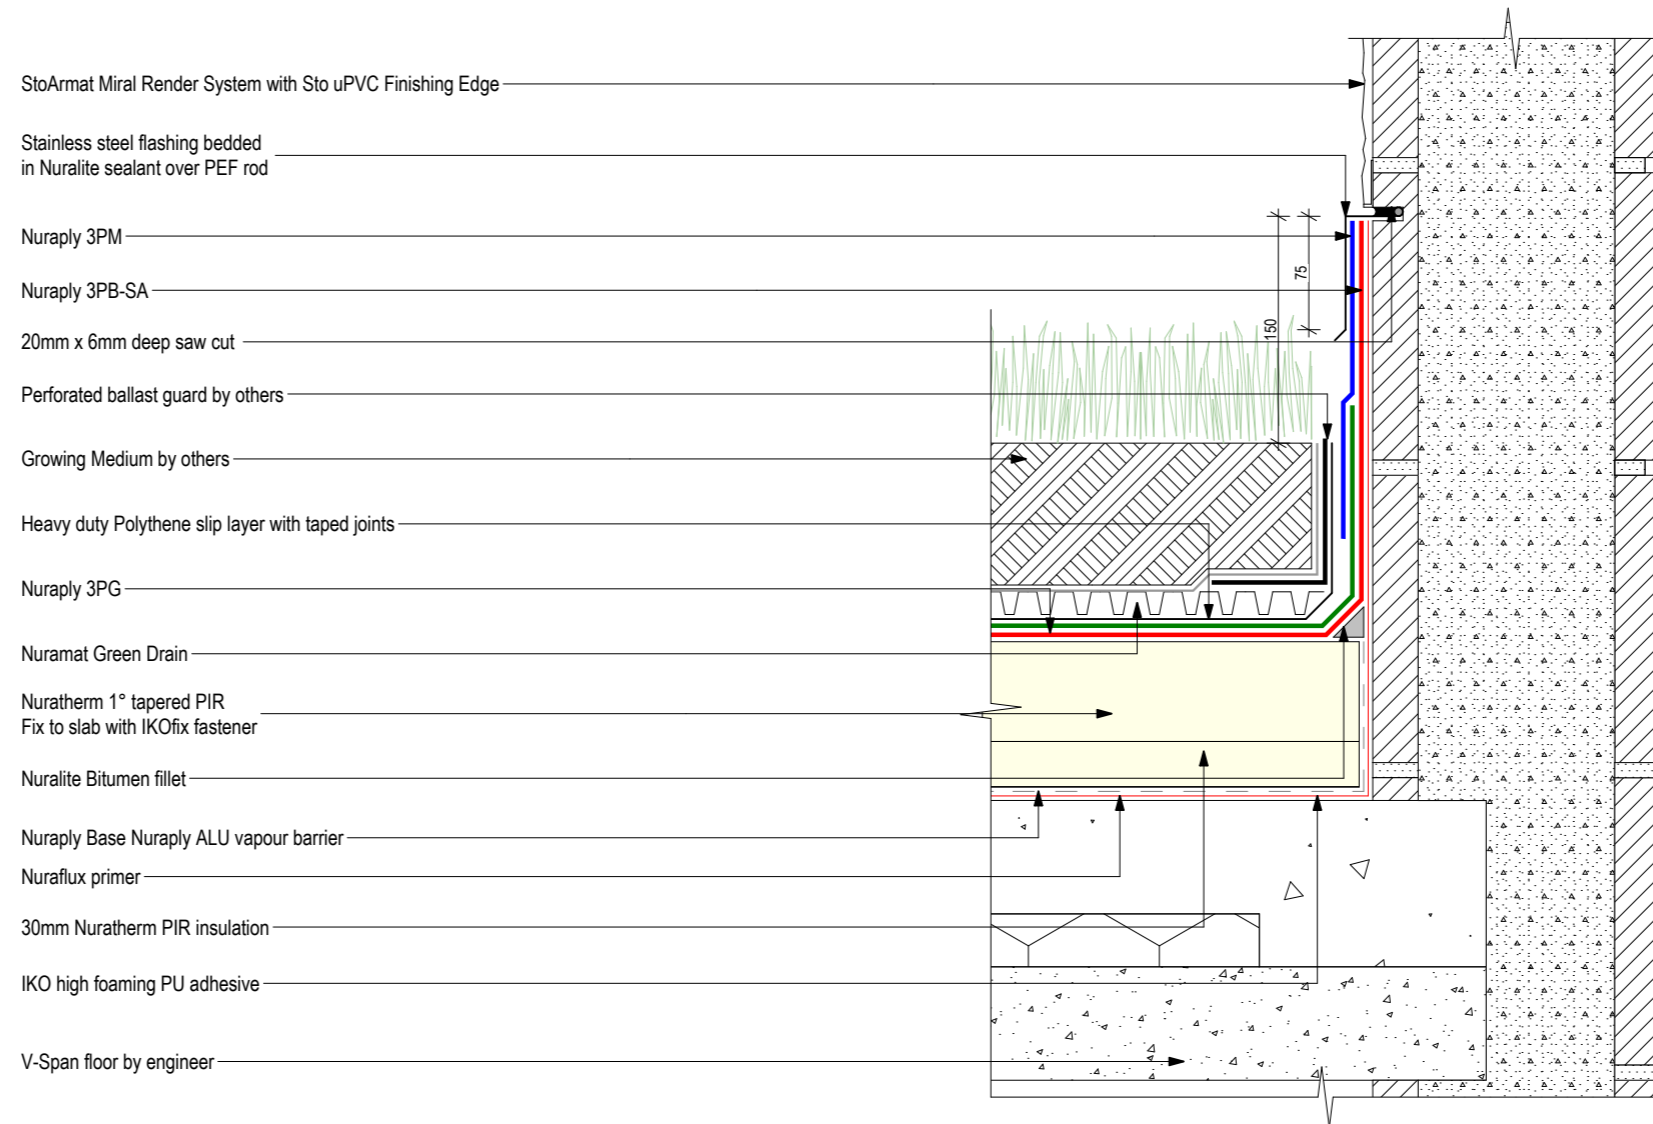 StoArmat Miral Render System with Sto uPVC Finishing Edge
Stainless steel flashing bedded
in Nuralite sealant over PEF rod
Nuraply 3PM
75
Nuraply 3PB-SA
150
20mm x 6mm deep saw cut
Perforated ballast guard by others
Growing Medium by others
Heavy duty Polythene slip layer with taped joints
Nuraply 3PG
Nuramat Green Drain
Nuratherm 1° tapered PIR
Fix to slab with IKOfix fastener
Nuralite Bitumen fillet
Nuraply Base Nuraply ALU vapour barrier
Nuraflux primer
30mm Nuratherm PIR insulation
IKO high foaming PU adhesive
V-Span floor by engineer